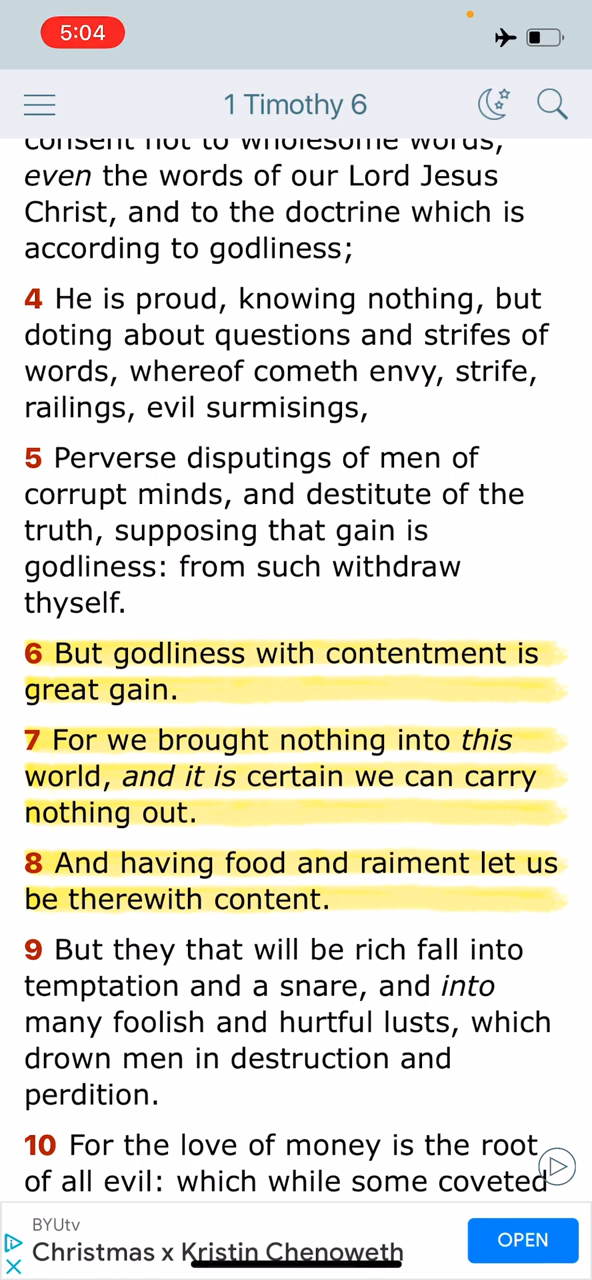 5:04
1 Timothy 6
consent not to wholesome words,
even the words of our Lord Jesus
Christ, and to the doctrine which is
according to godliness;
4 He is proud, knowing nothing, but
doting about questions and strifes of
words, whereof cometh envy, strife,
railings, evil surmisings,
5 Perverse disputings of men of
corrupt minds, and destitute of the
truth, supposing that gain is
godliness: from such withdraw
thyself.
6 But godliness with contentment is
great gain.
7 For we brought nothing into this
world, and it is certain we can carry
nothing out.
8 And having food and raiment let us
be therewith content.
9 But they that will be rich fall into
temptation and a snare, and into
many foolish and hurtful lusts, which
drown men in destruction and
perdition.
10 For the love of money is the root
of all evil: which while some coveted
BYUtv
Christmas x Kristin Chenoweth
OPEN